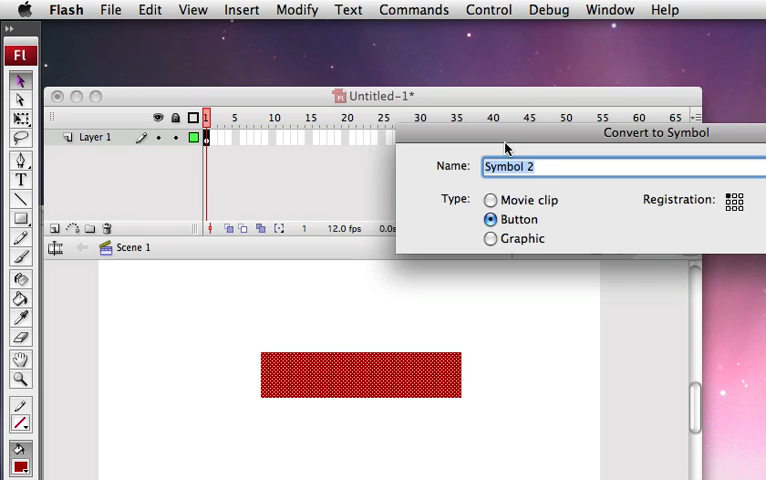 Flash File Edit View Insert Modify Text Commands Control Debug Window Help
Fl
Untitled-1*
1 5 10 15 20 25 30 35 40 45 50 55 60 65
Convert to Symbol
Layer 1
Name: Symbol 2
Type: Movie clip Registration:
Button
Graphic
1 12.0 fps 0.0s
Scene 1
T